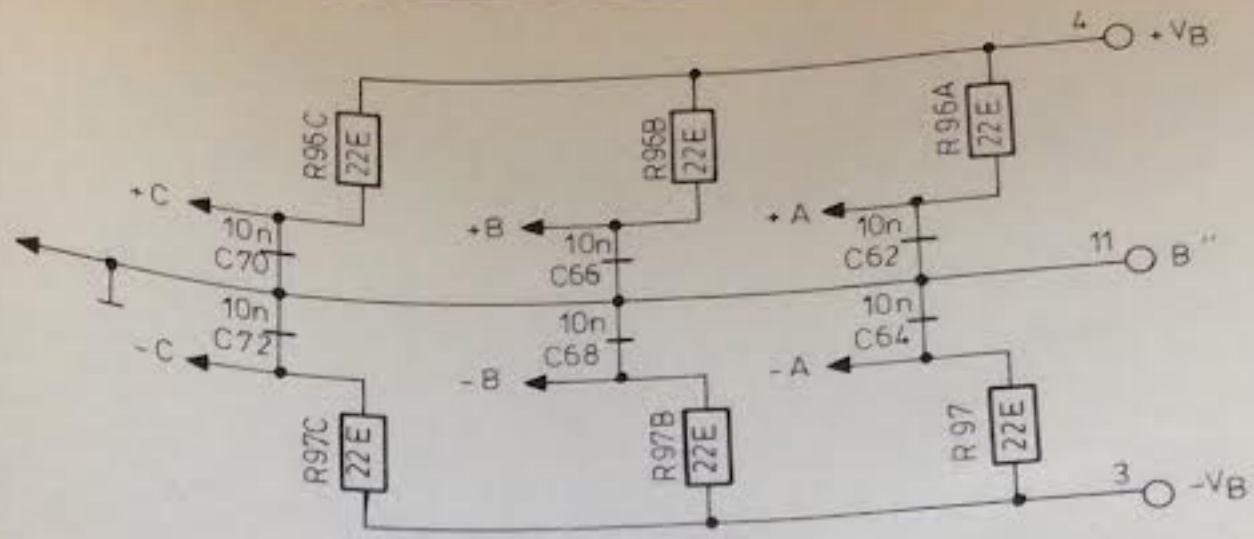 4 +VB
R96C 22E
R96B 22E
R96A 22E
+C
+B
+A
10n
C70
10n
C66
10n
C62
11 B"
10n
C72
10n
C68
10n
C64
-C
-B
-A
R97C 22E
R97B 22E
R97 22E
3 -VB